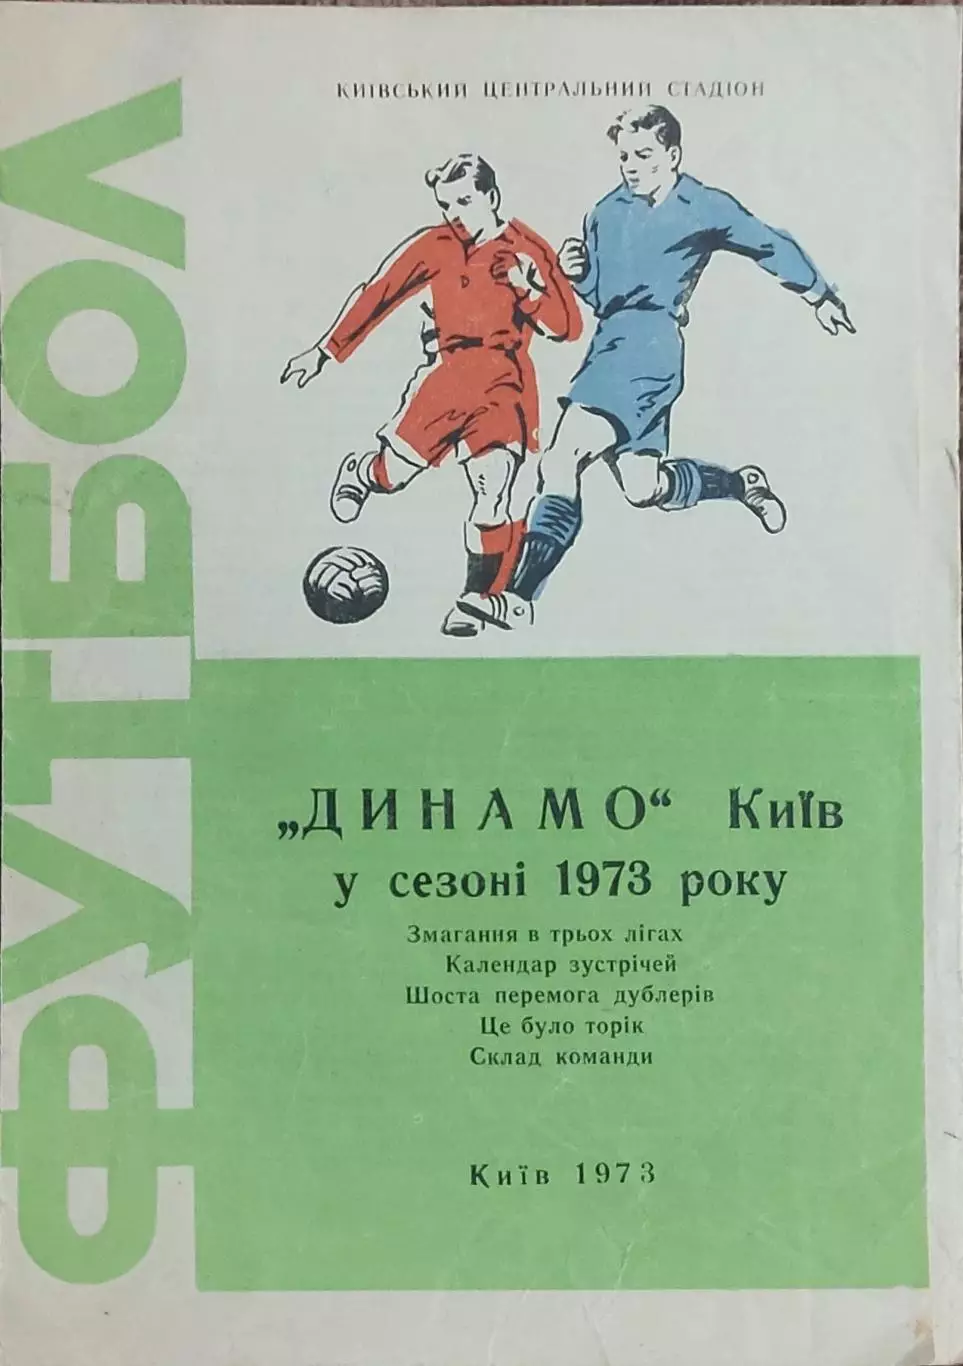 КИЇВСЬКИЙ ЦЕНТРАЛЬНИЙ СТАДІОН
ФУТБОЛ
D
„ДИНАМО“ Київ
у сезоні 1973 року
Змагання в трьох лігах
Календар зустрічей
Шоста перемога дублерів
Це було торік
Склад команди
Київ 1973